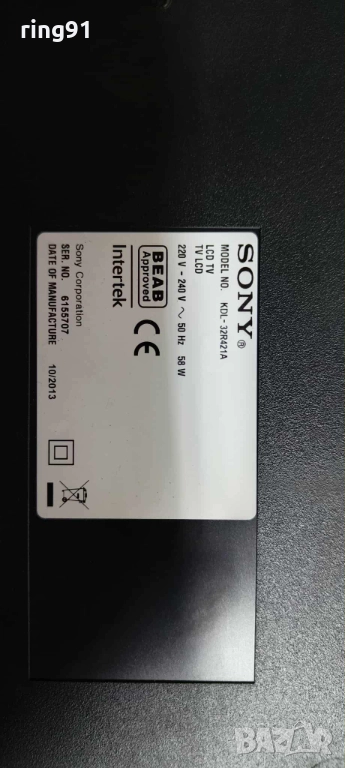 ring91
SONY®
MODEL NO. KDL-32R421A
LCD TV
TV LCD
220 V - 240 V ~ 50 Hz 58 W
BEAB
Approved
CE
Intertek
Sony Corporation
SER. NO. 6155707
DATE OF MANUFACTURE 10/2013
BAZAR